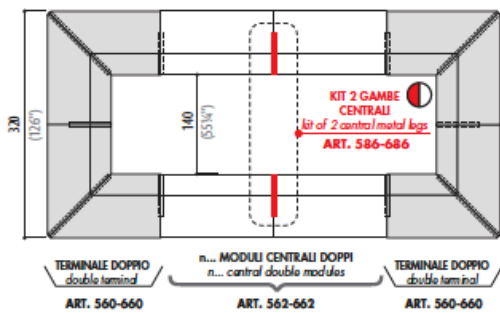 320
(126")
140
(55¼")
KIT 2 GAMBE
CENTRALI
kit of 2 central metal legs
ART. 586-686
TERMINALE DOPPIO
double terminal
ART. 560-660
n... MODULI CENTRALI DOPPI
n... central double modules
ART. 562-662
TERMINALE DOPPIO
double terminal
ART. 560-660